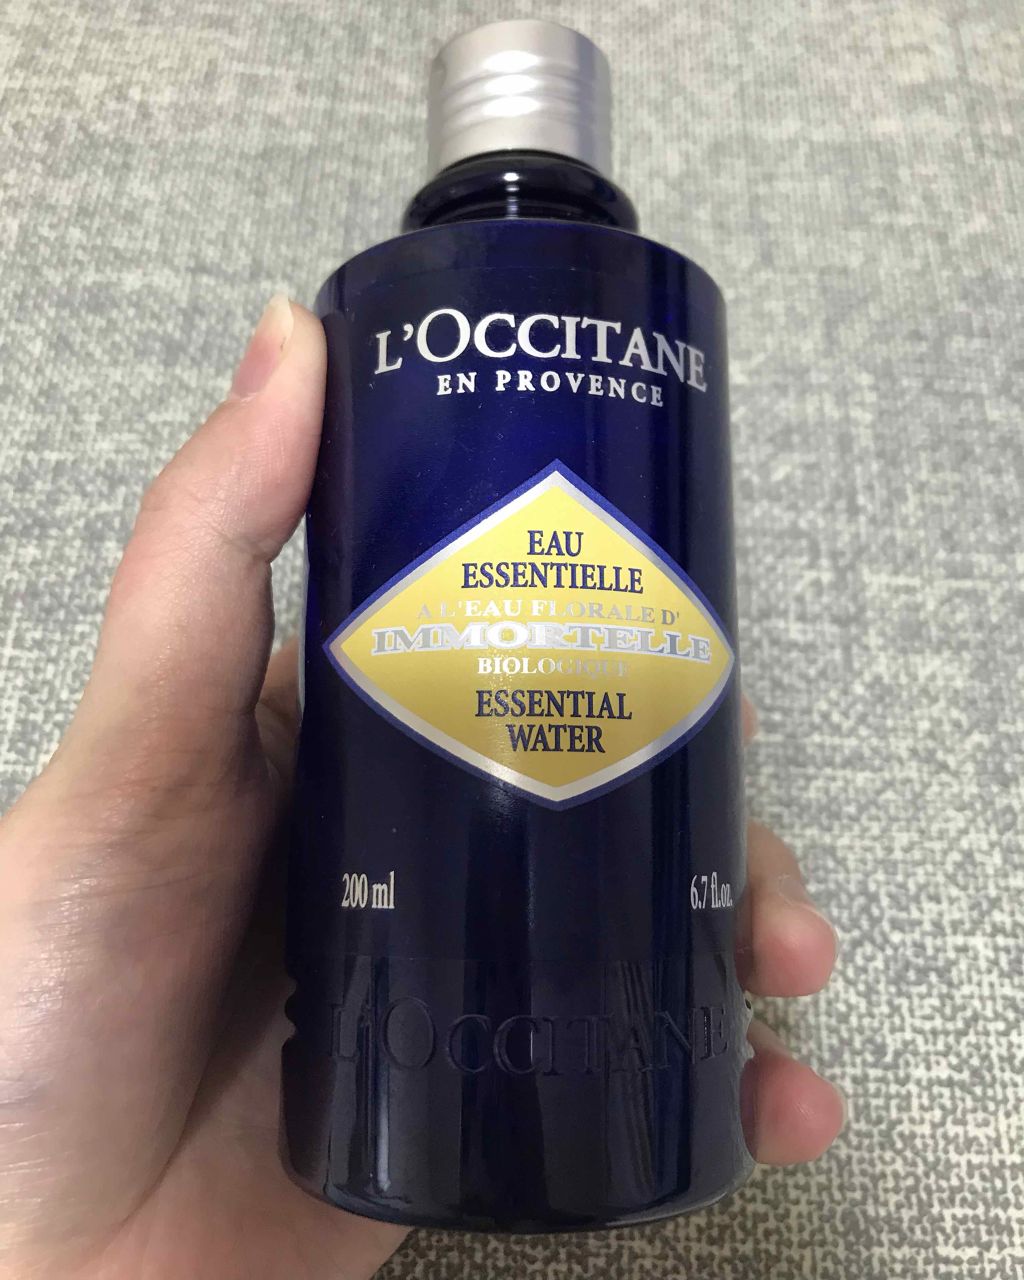 L'OCCITANE
EN PROVENCE
EAU
ESSENTIELLE
A L'EAU FLORALE D'
IMMORTELLE
BIOLOGIQUE
ESSENTIAL
WATER
200 ml 6.7 fl.oz.
L'OCCITANE